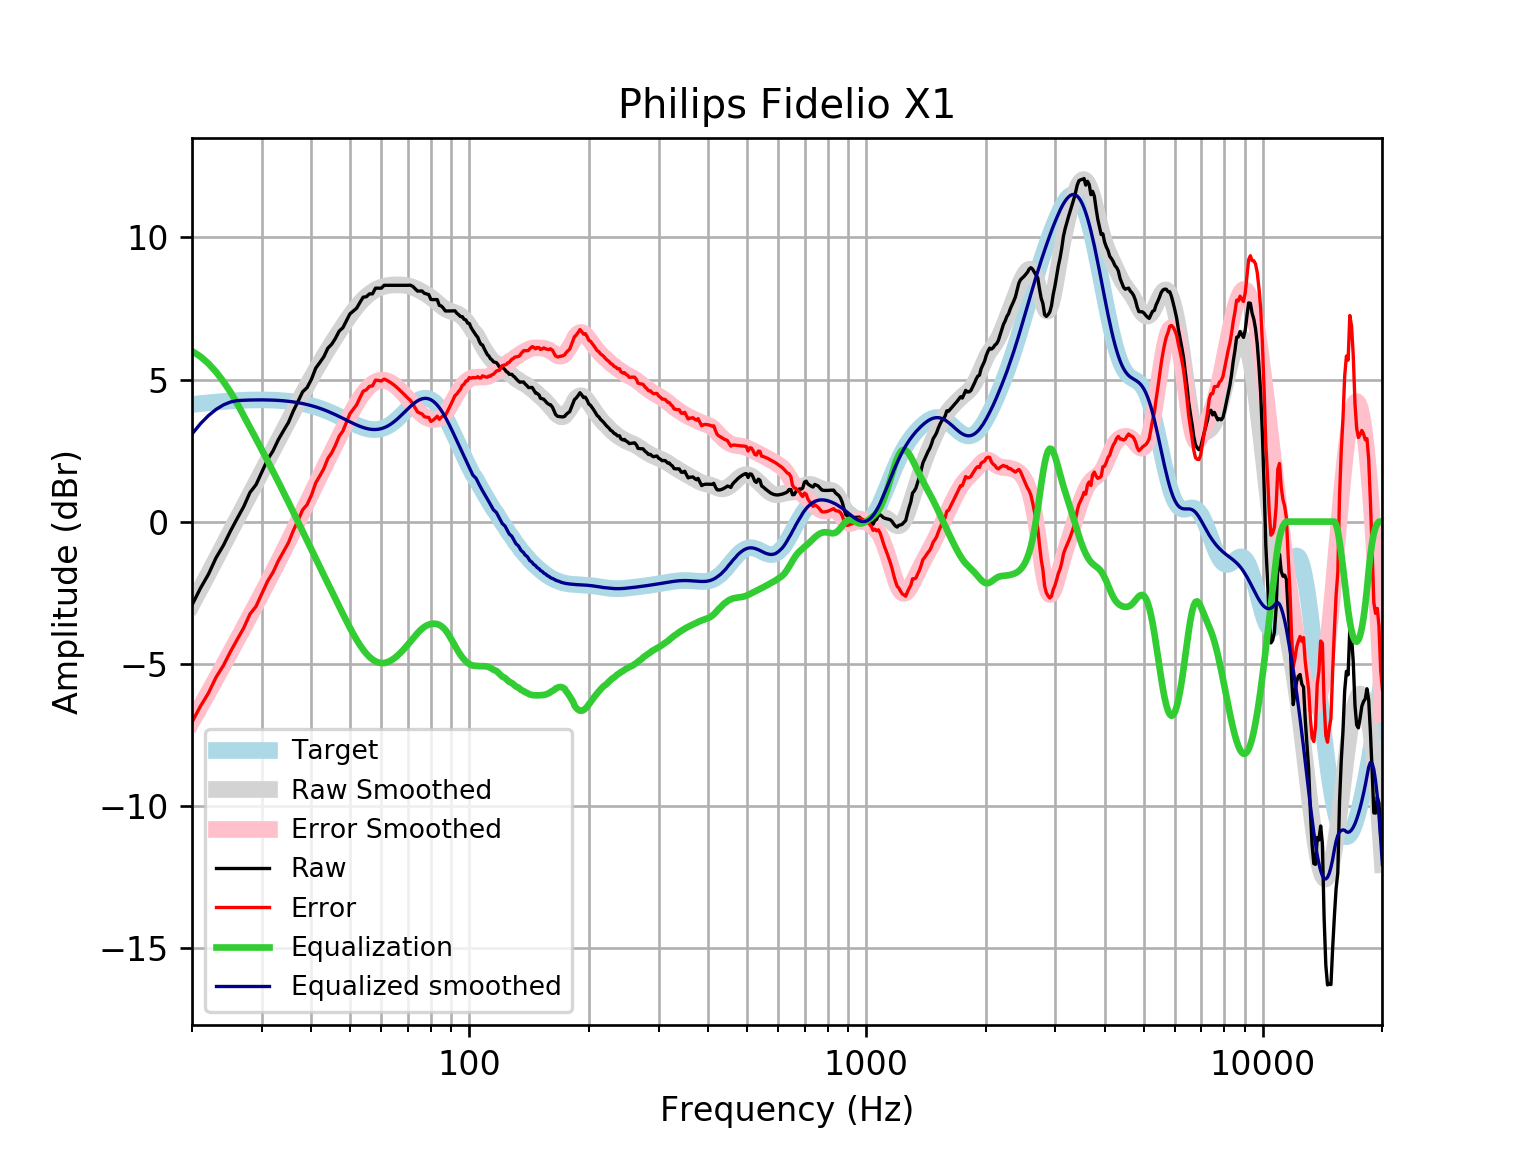 Philips Fidelio X1
Amplitude (dBr)
10
5
0
−5
−10
−15
Target
Raw Smoothed
Error Smoothed
Raw
Error
Equalization
Equalized smoothed
100
1000
10000
Frequency (Hz)